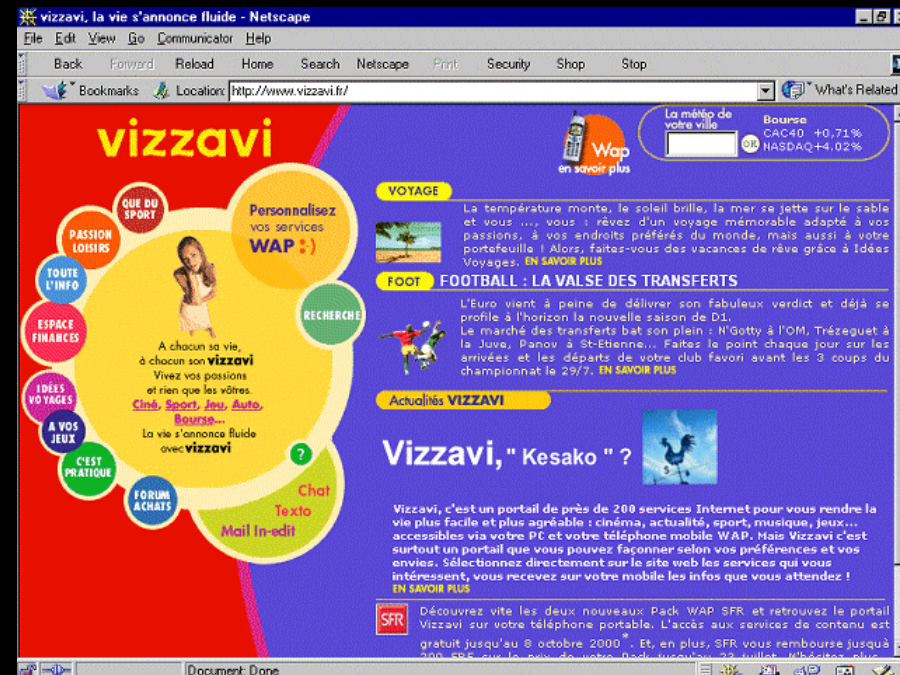 vizzavi, la vie s'annonce fluide - Netscape
File Edit View Go Communicator Help
Back Forward Reload Home Search Netscape Print Security Shop Stop
Bookmarks Location: http://www.vizzavi.fr/ What's Related
vizzavi
Wap
en savoir plus
La météo de
votre ville
OK
Bourse
CAC40 +0,71%
NASDAQ+4.02%
QUE DU
SPORT
PASSION
LOISIRS
TOUTE
L'INFO
ESPACE
FINANCES
IDÉES
VOYAGES
A VOS
JEUX
C'EST
PRATIQUE
FORUM
ACHATS
Personnalisez
vos services
WAP :-)
RECHERCHE
A chacun sa vie,
à chacun son vizzavi
Vivez vos passions
et rien que les vôtres.
Ciné, Sport, Jeu, Auto,
Bourse...
La vie s'annonce fluide
avec vizzavi
?
Chat
Texto
Mail In-edit
VOYAGE
La température monte, le soleil brille, la mer se jette sur le sable
et vous ..., vous : rêvez d'un voyage mémorable adapté à vos
passions, à vos endroits préférés du monde, mais aussi à votre
portefeuille ! Alors, faites-vous des vacances de rêve grâce à Idées
Voyages. EN SAVOIR PLUS
FOOT FOOTBALL : LA VALSE DES TRANSFERTS
L'Euro vient à peine de délivrer son fabuleux verdict et déjà se
profile à l'horizon la nouvelle saison de D1.
Le marché des transferts bat son plein : N'Gotty à l'OM, Trézeguet à
la Juve, Panov à St-Etienne... Faites le point chaque jour sur les
arrivées et les départs de votre club favori avant les 3 coups du
championnat le 29/7. EN SAVOIR PLUS
Actualités VIZZAVI
Vizzavi, " Kesako " ?
S
Vizzavi, c'est un portail de près de 200 services Internet pour vous rendre la
vie plus facile et plus agréable : cinéma, actualité, sport, musique, jeux...
accessibles via votre PC et votre téléphone mobile WAP. Mais Vizzavi c'est
surtout un portail que vous pouvez façonner selon vos préférences et vos
envies. Sélectionnez directement sur le site web les services qui vous
intéressent, vous recevez sur votre mobile les infos que vous attendez !
EN SAVOIR PLUS
SFR
Découvrez vite les deux nouveaux Pack WAP SFR et retrouvez le portail
Vizzavi sur votre téléphone portable. L'accès aux services de contenu est
gratuit jusqu'au 8 octobre 2000*. Et, en plus, SFR vous rembourse jusquà
200 FRF sur le prix de votre Pack jusqu'au 23 juillet. N'hésitez plus
Document: Done